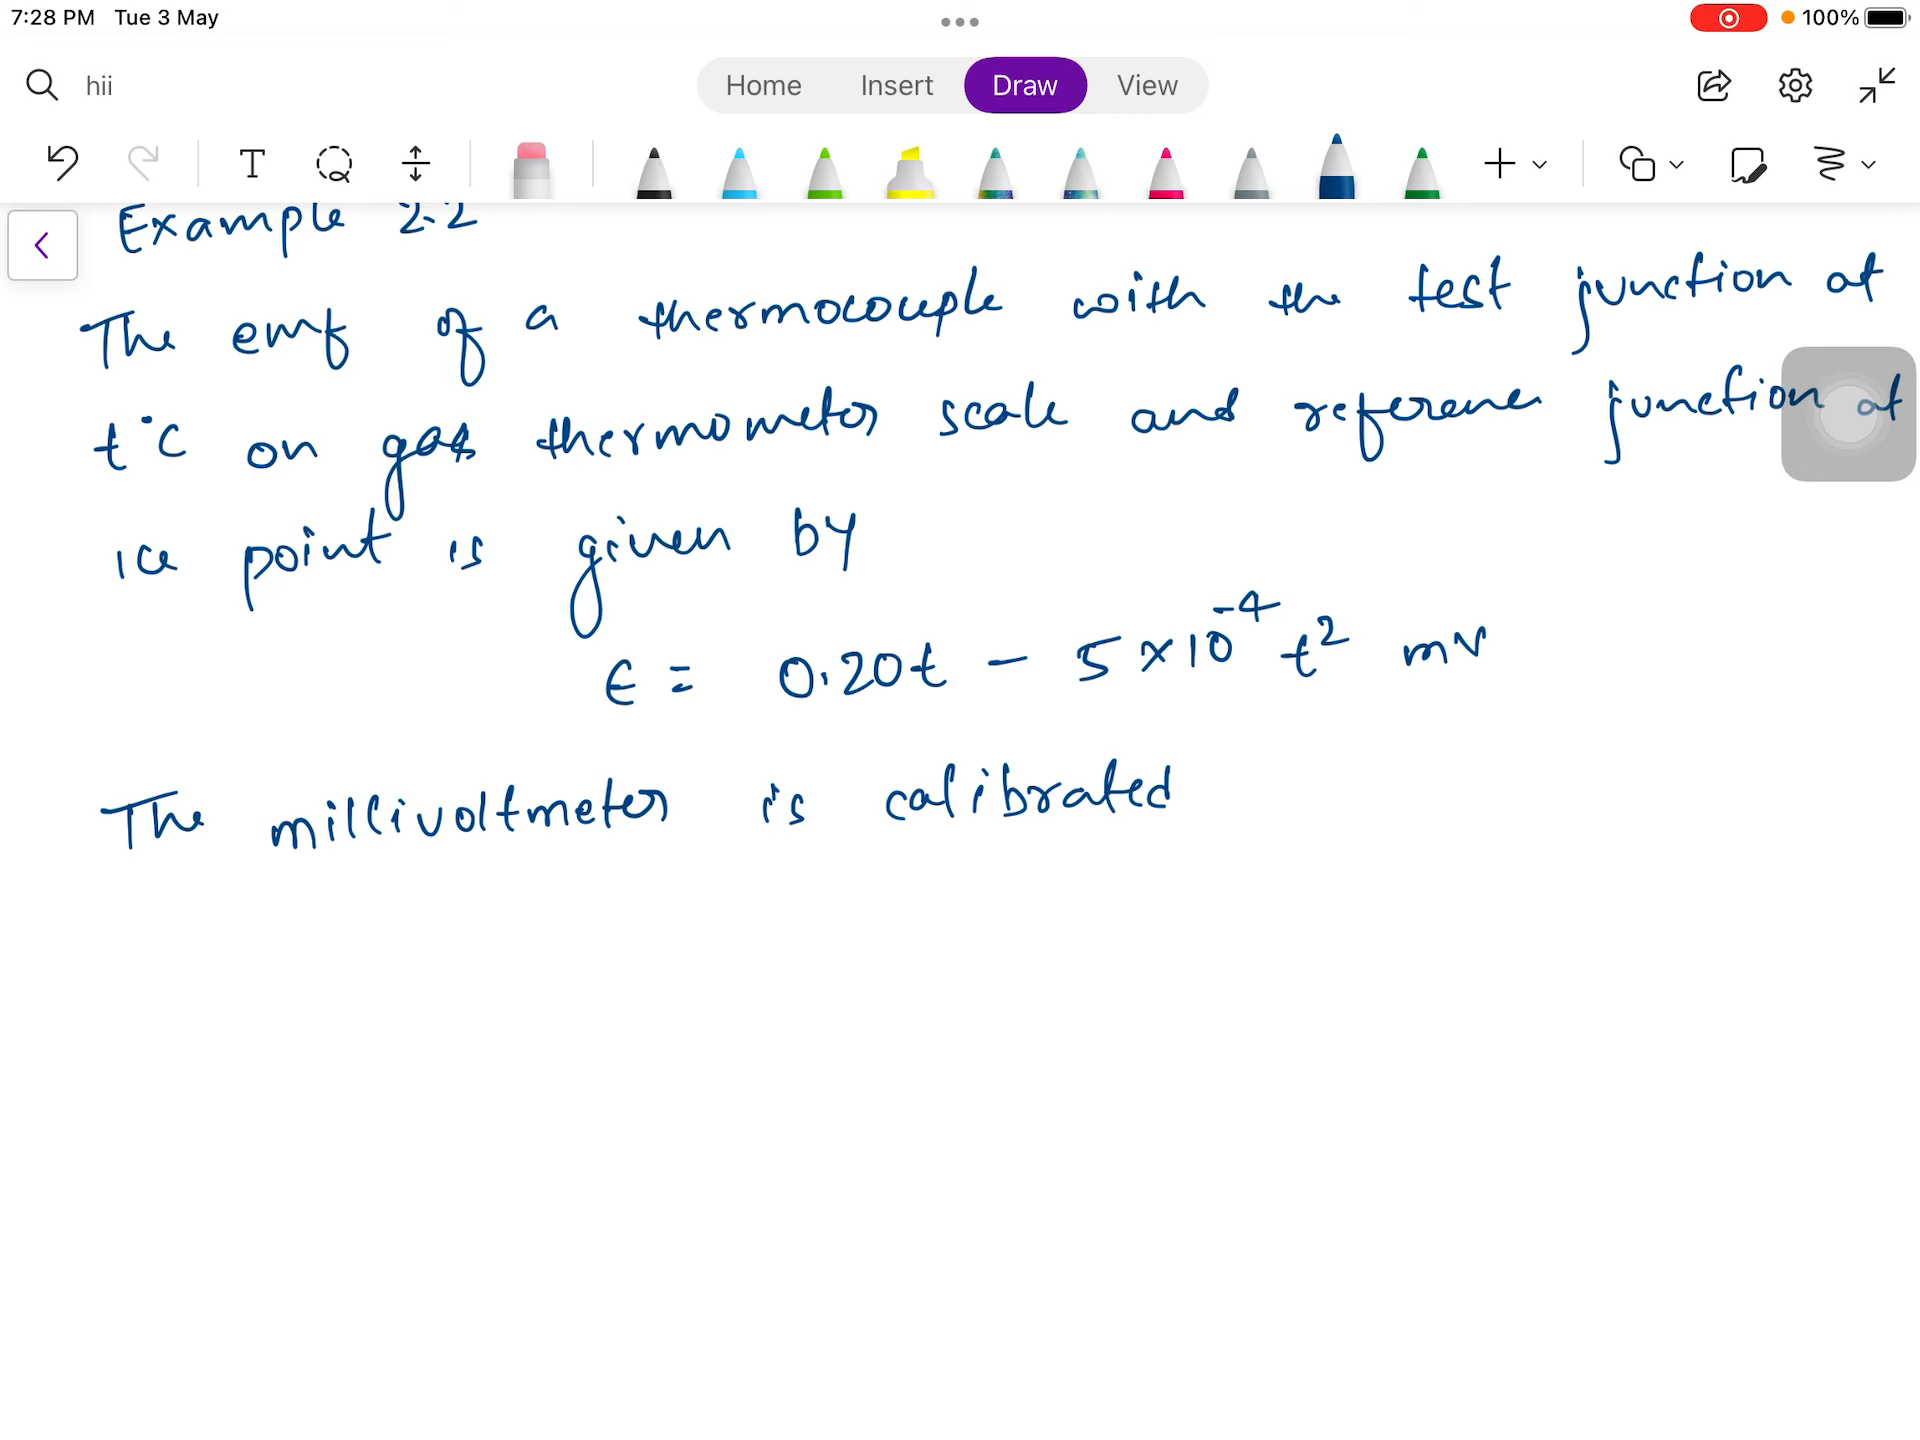 7:28 PM Tue 3 May
100%
hii
Home Insert Draw View
T
Example 2.2
The emf of a thermocouple with the test junction at
t°C on gas thermometer scale and reference junction at
ice point is given by
ε = 0.20t - 5 × 10⁻⁴ t² mV
The millivoltmeter is calibrated